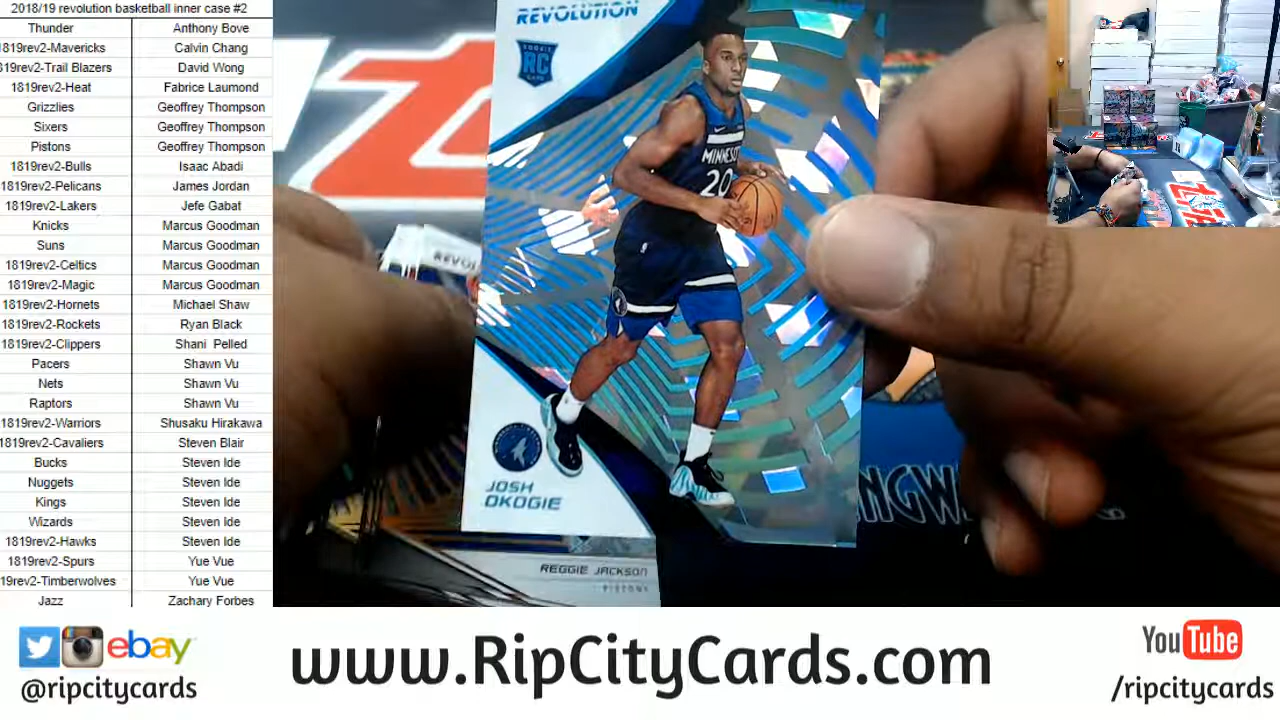 2018/19 revolution basketball inner case #2
Thunder Anthony Bove
1819rev2-Mavericks Calvin Chang
19rev2-Trail Blazers David Wong
1819rev2-Heat Fabrice Laumond
Grizzlies Geoffrey Thompson
Sixers Geoffrey Thompson
Pistons Geoffrey Thompson
1819rev2-Bulls Isaac Abadi
1819rev2-Pelicans James Jordan
1819rev2-Lakers Jefe Gabat
Knicks Marcus Goodman
Suns Marcus Goodman
1819rev2-Celtics Marcus Goodman
1819rev2-Magic Marcus Goodman
1819rev2-Hornets Michael Shaw
1819rev2-Rockets Ryan Black
1819rev2-Clippers Shani Pelled
Pacers Shawn Vu
Nets Shawn Vu
Raptors Shawn Vu
1819rev2-Warriors Shusaku Hirakawa
1819rev2-Cavaliers Steven Blair
Bucks Steven Ide
Nuggets Steven Ide
Kings Steven Ide
Wizards Steven Ide
1819rev2-Hawks Steven Ide
1819rev2-Spurs Yue Vue
19rev2-Timberwolves Yue Vue
Jazz Zachary Forbes
REVOLUTION
ROOKIE
RC
CARD
MINNESOT
20
JOSH
OKOGIE
REVOL
REGGIE JACKSON
PISTONS
INGW
ebay
@ripcitycards
www.RipCityCards.com
YouTube
/ripcitycards